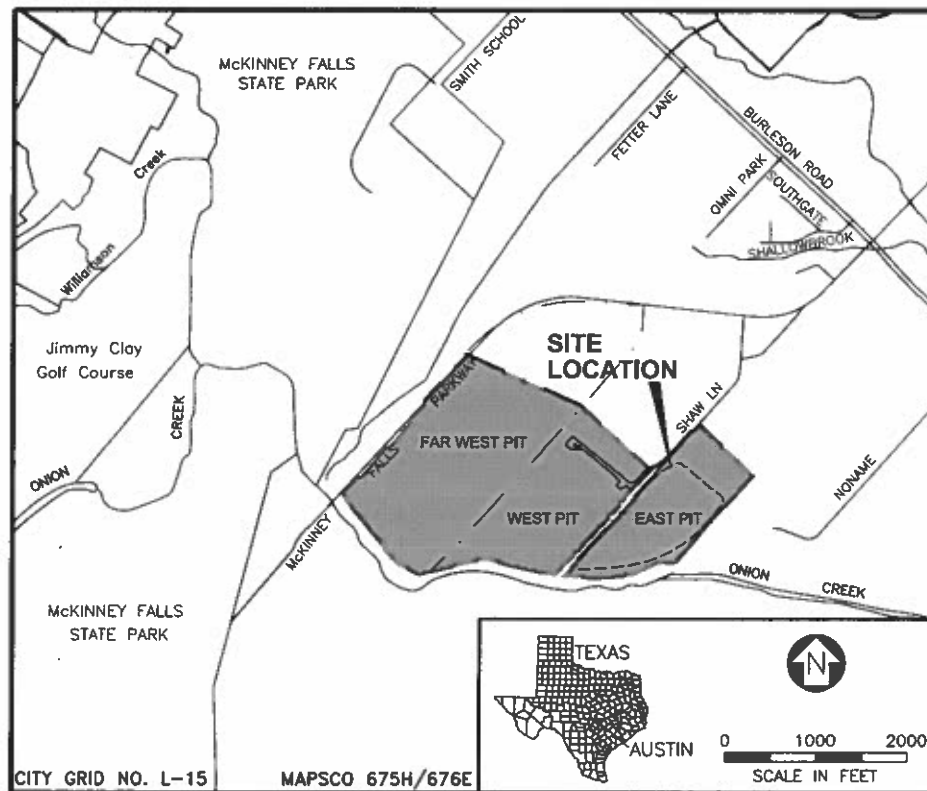 McKINNEY FALLS
STATE PARK
SMITH SCHOOL
FETTER LANE
BURLESON ROAD
OMNI PARK
SOUTHGATE
SHALLOWBROOK
Creek
Williamson
Jimmy Clay
Golf Course
CREEK
ONION
SITE
LOCATION
PARKWAY
FALLS
McKINNEY
FAR WEST PIT
WEST PIT
EAST PIT
SHAW LN
NONAME
ONION
CREEK
McKINNEY FALLS
STATE PARK
TEXAS
AUSTIN
N
0 1000 2000
SCALE IN FEET
CITY GRID NO. L-15
MAPSCO 675H/676E